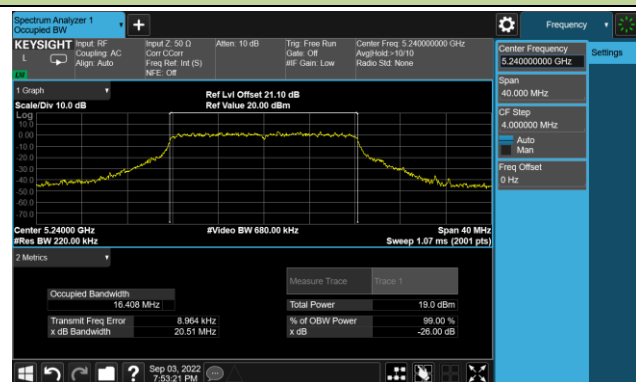 Spectrum Analyzer 1
Occupied BW
Frequency
KEYSIGHT
L
LW
Input: RF
Coupling: AC
Align: Auto
Input Z: 50 Ω
Corr CCorr
Freq Ref: Int (S)
NFE: Off
Atten: 10 dB
Trig: Free Run
Gate: Off
#IF Gain: Low
Center Freq: 5.240000000 GHz
Avg|Hold:>10/10
Radio Std: None
Center Frequency
5.240000000 GHz
Settings
Span
40.000 MHz
CF Step
4.000000 MHz
Auto
Man
Freq Offset
0 Hz
1 Graph
Scale/Div 10.0 dB
Ref Lvl Offset 21.10 dB
Ref Value 20.00 dBm
Log
10.0
0.00
-10.0
-20.0
-30.0
-40.0
-50.0
-60.0
-70.0
Center 5.24000 GHz
#Res BW 220.00 kHz
#Video BW 680.00 kHz
Span 40 MHz
Sweep 1.07 ms (2001 pts)
2 Metrics
Measure Trace
Trace 1
Occupied Bandwidth
16.408 MHz
Total Power
19.0 dBm
Transmit Freq Error
8.964 kHz
% of OBW Power
99.00 %
x dB Bandwidth
20.51 MHz
x dB
-26.00 dB
?
Sep 03, 2022
7:53:21 PM